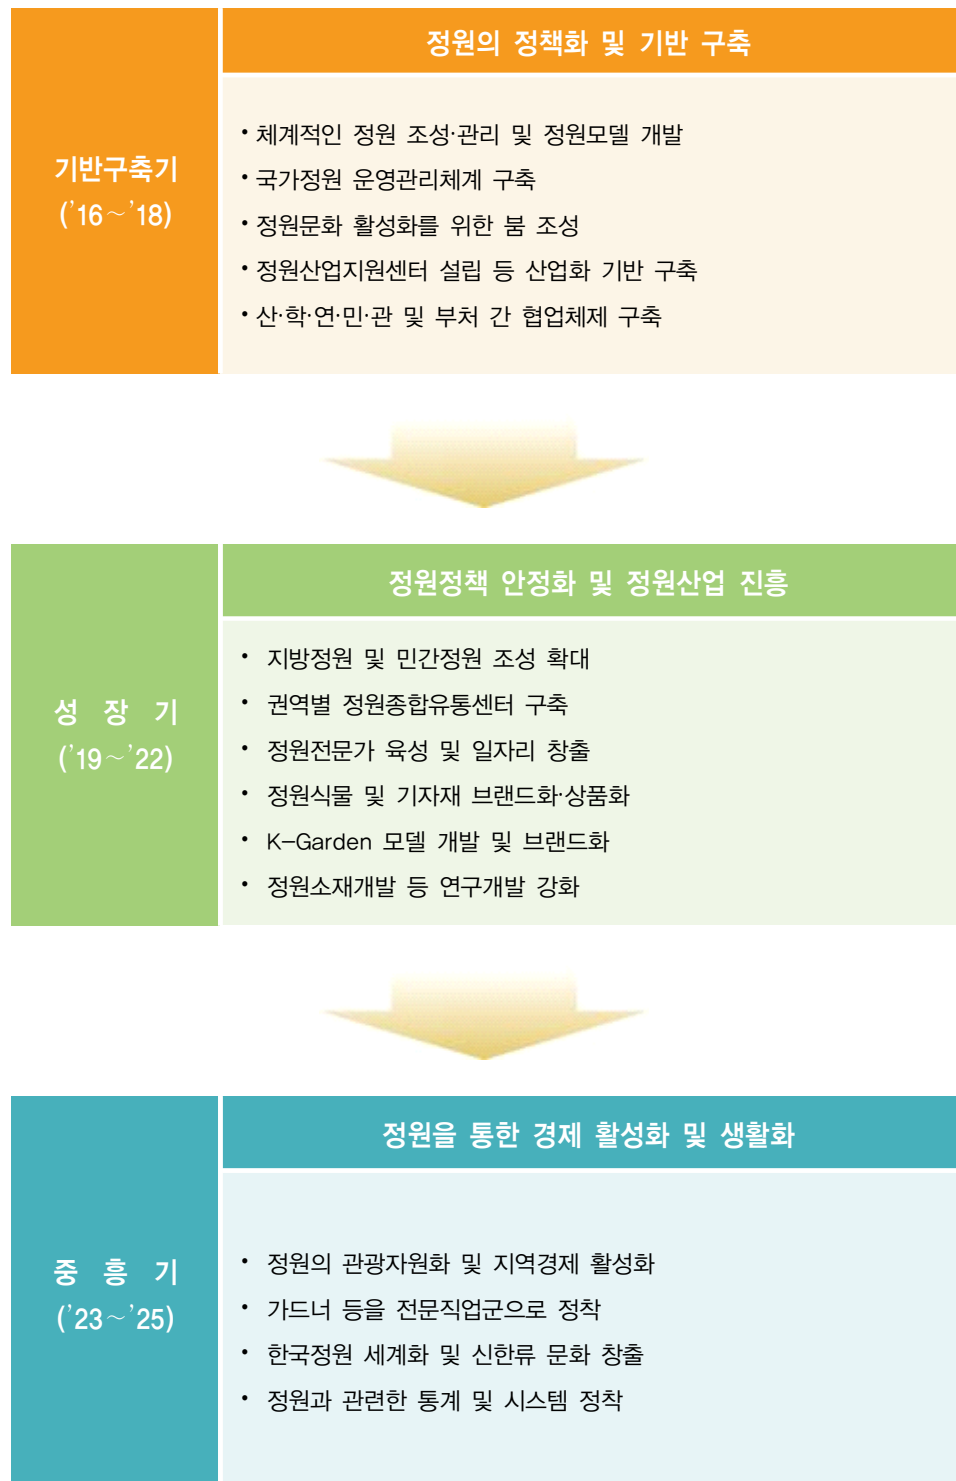 정원의 정책화 및 기반 구축
기반구축기
('16~'18)
• 체계적인 정원 조성·관리 및 정원모델 개발
• 국가정원 운영관리체계 구축
• 정원문화 활성화를 위한 붐 조성
• 정원산업지원센터 설립 등 산업화 기반 구축
• 산·학·연·민·관 및 부처 간 협업체제 구축
정원정책 안정화 및 정원산업 진흥
성 장 기
('19~'22)
• 지방정원 및 민간정원 조성 확대
• 권역별 정원종합유통센터 구축
• 정원전문가 육성 및 일자리 창출
• 정원식물 및 기자재 브랜드화·상품화
• K-Garden 모델 개발 및 브랜드화
• 정원소재개발 등 연구개발 강화
정원을 통한 경제 활성화 및 생활화
중 흥 기
('23~'25)
• 정원의 관광자원화 및 지역경제 활성화
• 가드너 등을 전문직업군으로 정착
• 한국정원 세계화 및 신한류 문화 창출
• 정원과 관련한 통계 및 시스템 정착